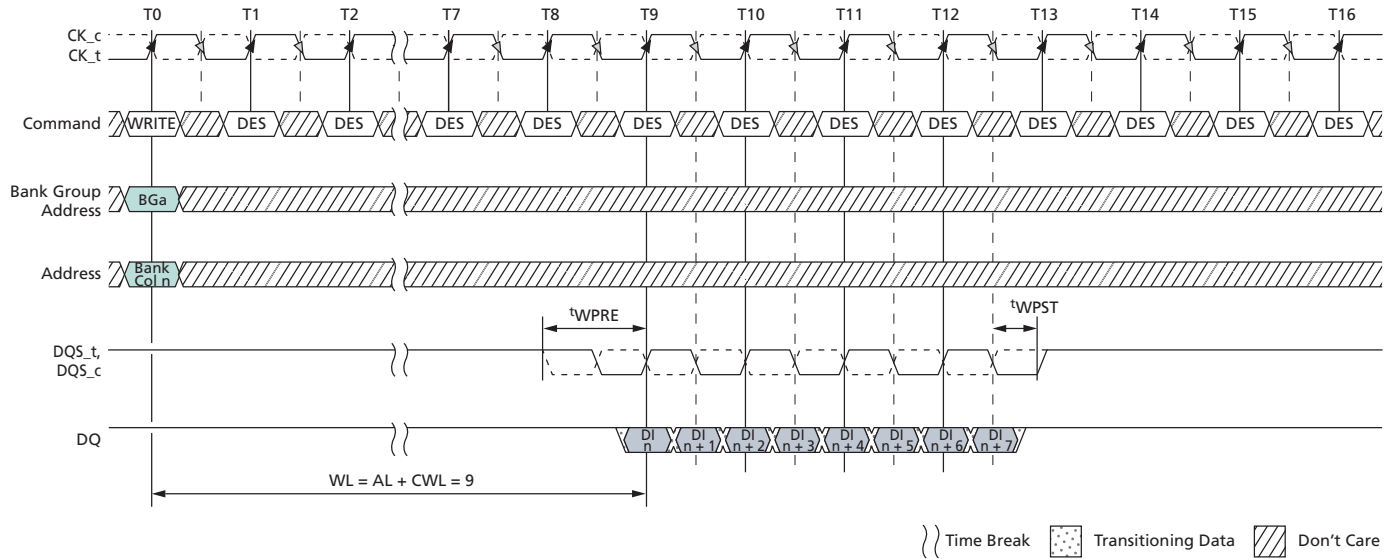 T0 T1 T2 T7 T8 T9 T10 T11 T12 T13 T14 T15 T16
CK_c
CK_t
Command WRITE DES DES DES DES DES DES DES DES DES DES DES DES
Bank Group
Address
BGa
Address
Bank
Col n
tWPRE tWPST
DQS_t,
DQS_c
DQ
DI
n
DI
n + 1
DI
n + 2
DI
n + 3
DI
n + 4
DI
n + 5
DI
n + 6
DI
n + 7
WL = AL + CWL = 9
Time Break Transitioning Data Don't Care